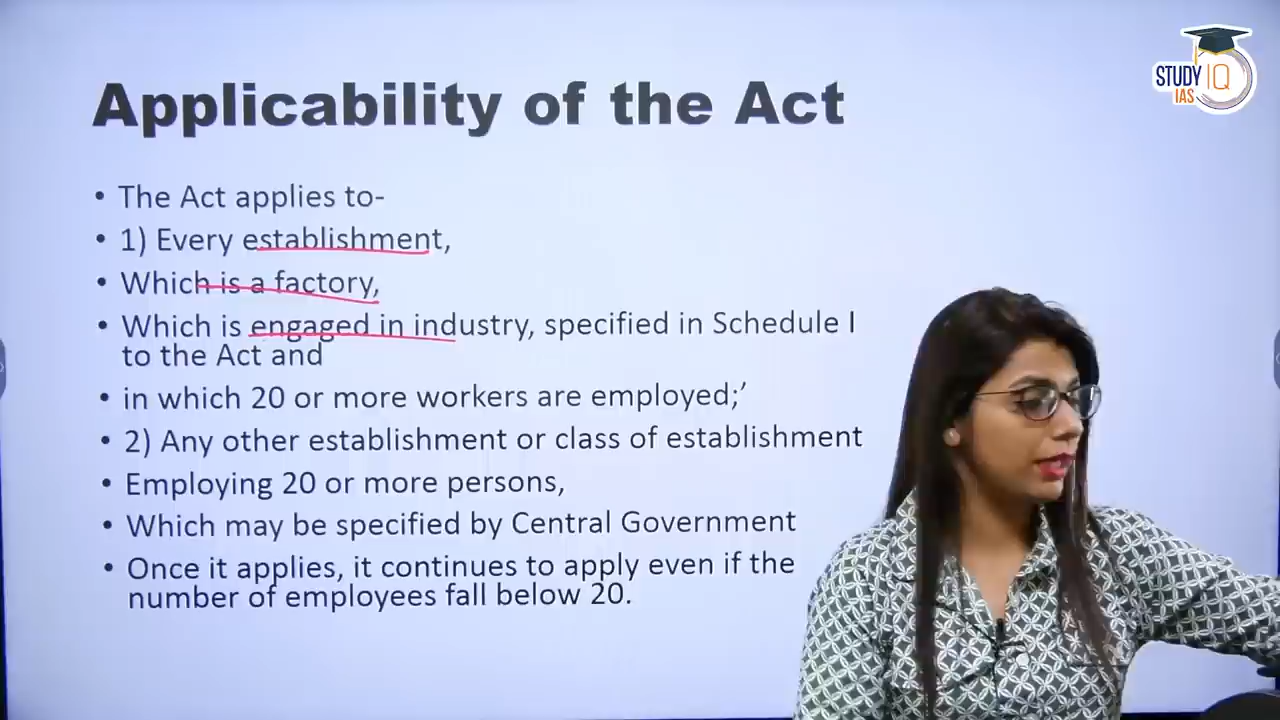 STUDY IQ
IAS
Applicability of the Act
• The Act applies to-
• 1) Every establishment,
• Which is a factory,
• Which is engaged in industry, specified in Schedule I
to the Act and
• in which 20 or more workers are employed;’
• 2) Any other establishment or class of establishment
• Employing 20 or more persons,
• Which may be specified by Central Government
• Once it applies, it continues to apply even if the
number of employees fall below 20.